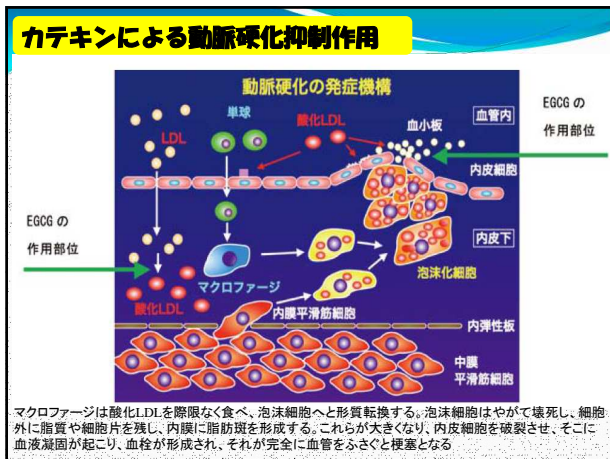 カテキンによる動脈硬化抑制作用
動脈硬化の発症機構
LDL
単球
酸化LDL
血小板
血管内
EGCG の
作用部位
内皮細胞
EGCG の
作用部位
内皮下
マクロファージ
泡沫化細胞
酸化LDL
内膜平滑筋細胞
内弾性板
中膜
平滑筋細胞
マクロファージは酸化LDLを際限なく食べ、泡沫細胞へと形質転換する。泡沫細胞はやがて壊死し、細胞
外に脂質や細胞片を残し、内膜に脂肪斑を形成する。これらが大きくなり、内皮細胞を破裂させ、そこに
血液凝固が起こり、血栓が形成され、それが完全に血管をふさぐと梗塞となる